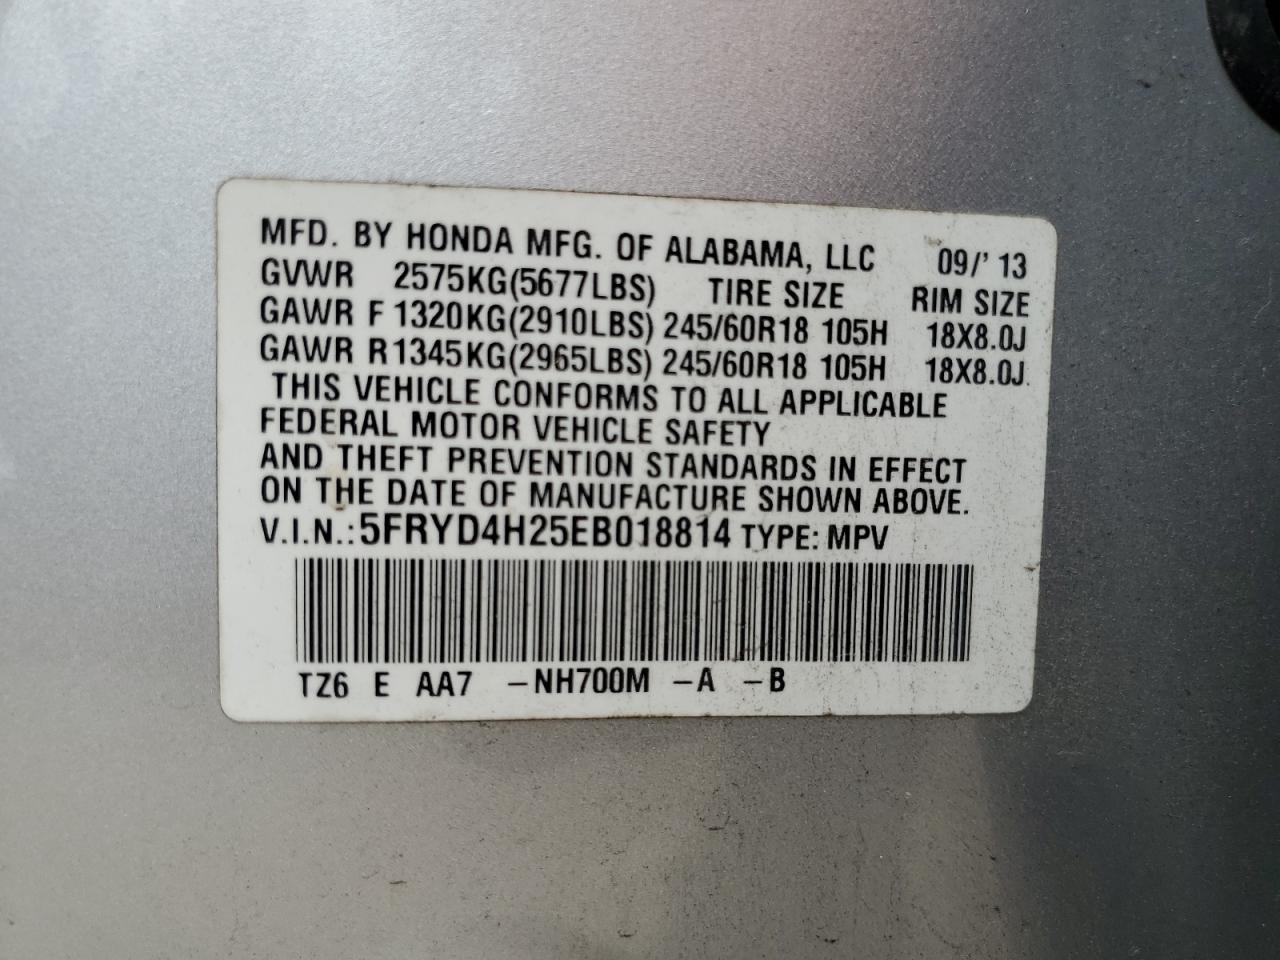 MFD. BY HONDA MFG. OF ALABAMA, LLC 09/' 13
GVWR 2575KG(5677LBS) TIRE SIZE RIM SIZE
GAWR F 1320KG(2910LBS) 245/60R18 105H 18X8.0J
GAWR R 1345KG(2965LBS) 245/60R18 105H 18X8.0J
THIS VEHICLE CONFORMS TO ALL APPLICABLE
FEDERAL MOTOR VEHICLE SAFETY
AND THEFT PREVENTION STANDARDS IN EFFECT
ON THE DATE OF MANUFACTURE SHOWN ABOVE.
V.I.N.: 5FRYD4H25EB018814 TYPE: MPV
TZ6 E AA7 –NH700M –A –B